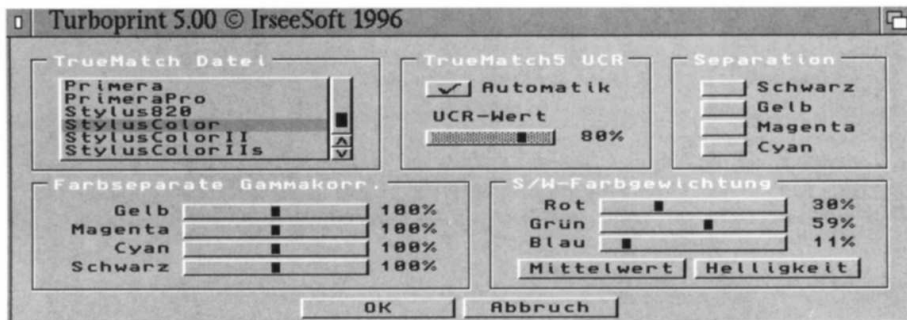 Turboprint 5.00 © IrseeSoft 1996
TrueMatch Datei
Primera
PrimeraPro
Stylus820
StylusColor
StylusColorII
StylusColorIIs
TrueMatch5 UCR
Automatik
UCR-Wert
80%
Separation
Schwarz
Gelb
Magenta
Cyan
Farbseparate Gammakorr.
Gelb 100%
Magenta 100%
Cyan 100%
Schwarz 100%
S/W-Farbgewichtung
Rot 30%
Grün 59%
Blau 11%
Mittelwert Helligkeit
OK Abbruch